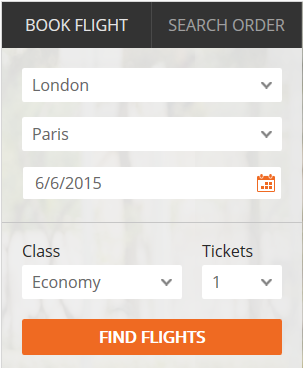 BOOK FLIGHT SEARCH ORDER
London
Paris
6/6/2015
Class Tickets
Economy 1
FIND FLIGHTS